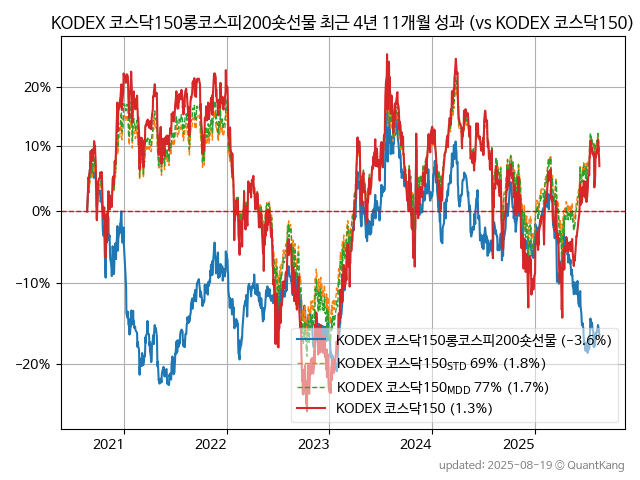 KODEX 코스닥150롱코스피200숏선물 최근 4년 11개월 성과 (vs KODEX 코스닥150)
20%
10%
0%
−10%
−20%
KODEX 코스닥150롱코스피200숏선물 (−3.6%)
KODEX 코스닥150STD 69% (1.8%)
KODEX 코스닥150MDD 77% (1.7%)
KODEX 코스닥150 (1.3%)
2021 2022 2023 2024 2025
updated: 2025-08-19 © QuantKang